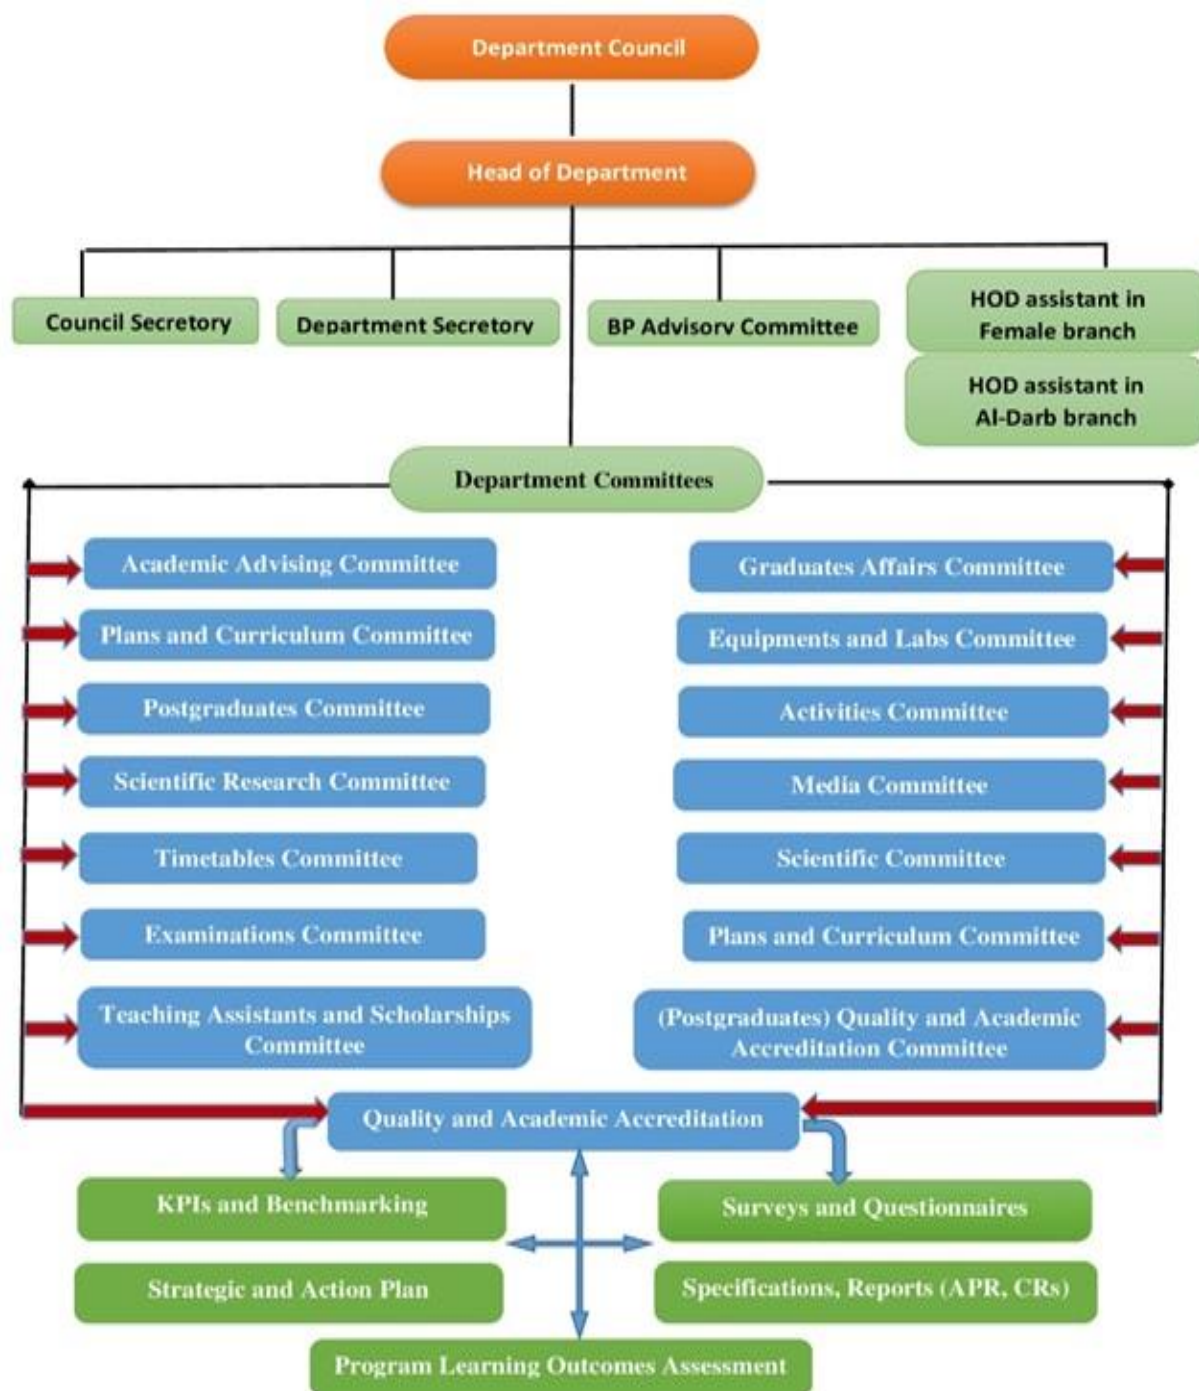 Department Council
Head of Department
Council Secretory
Department Secretory
BP Advisory Committee
HOD assistant in
Female branch
HOD assistant in
Al-Darb branch
Department Committees
Academic Advising Committee
Graduates Affairs Committee
Plans and Curriculum Committee
Equipments and Labs Committee
Postgraduates Committee
Activities Committee
Scientific Research Committee
Media Committee
Timetables Committee
Scientific Committee
Examinations Committee
Plans and Curriculum Committee
Teaching Assistants and Scholarships
Committee
(Postgraduates) Quality and Academic
Accreditation Committee
Quality and Academic Accreditation
KPIs and Benchmarking
Surveys and Questionnaires
Strategic and Action Plan
Specifications, Reports (APR, CRs)
Program Learning Outcomes Assessment